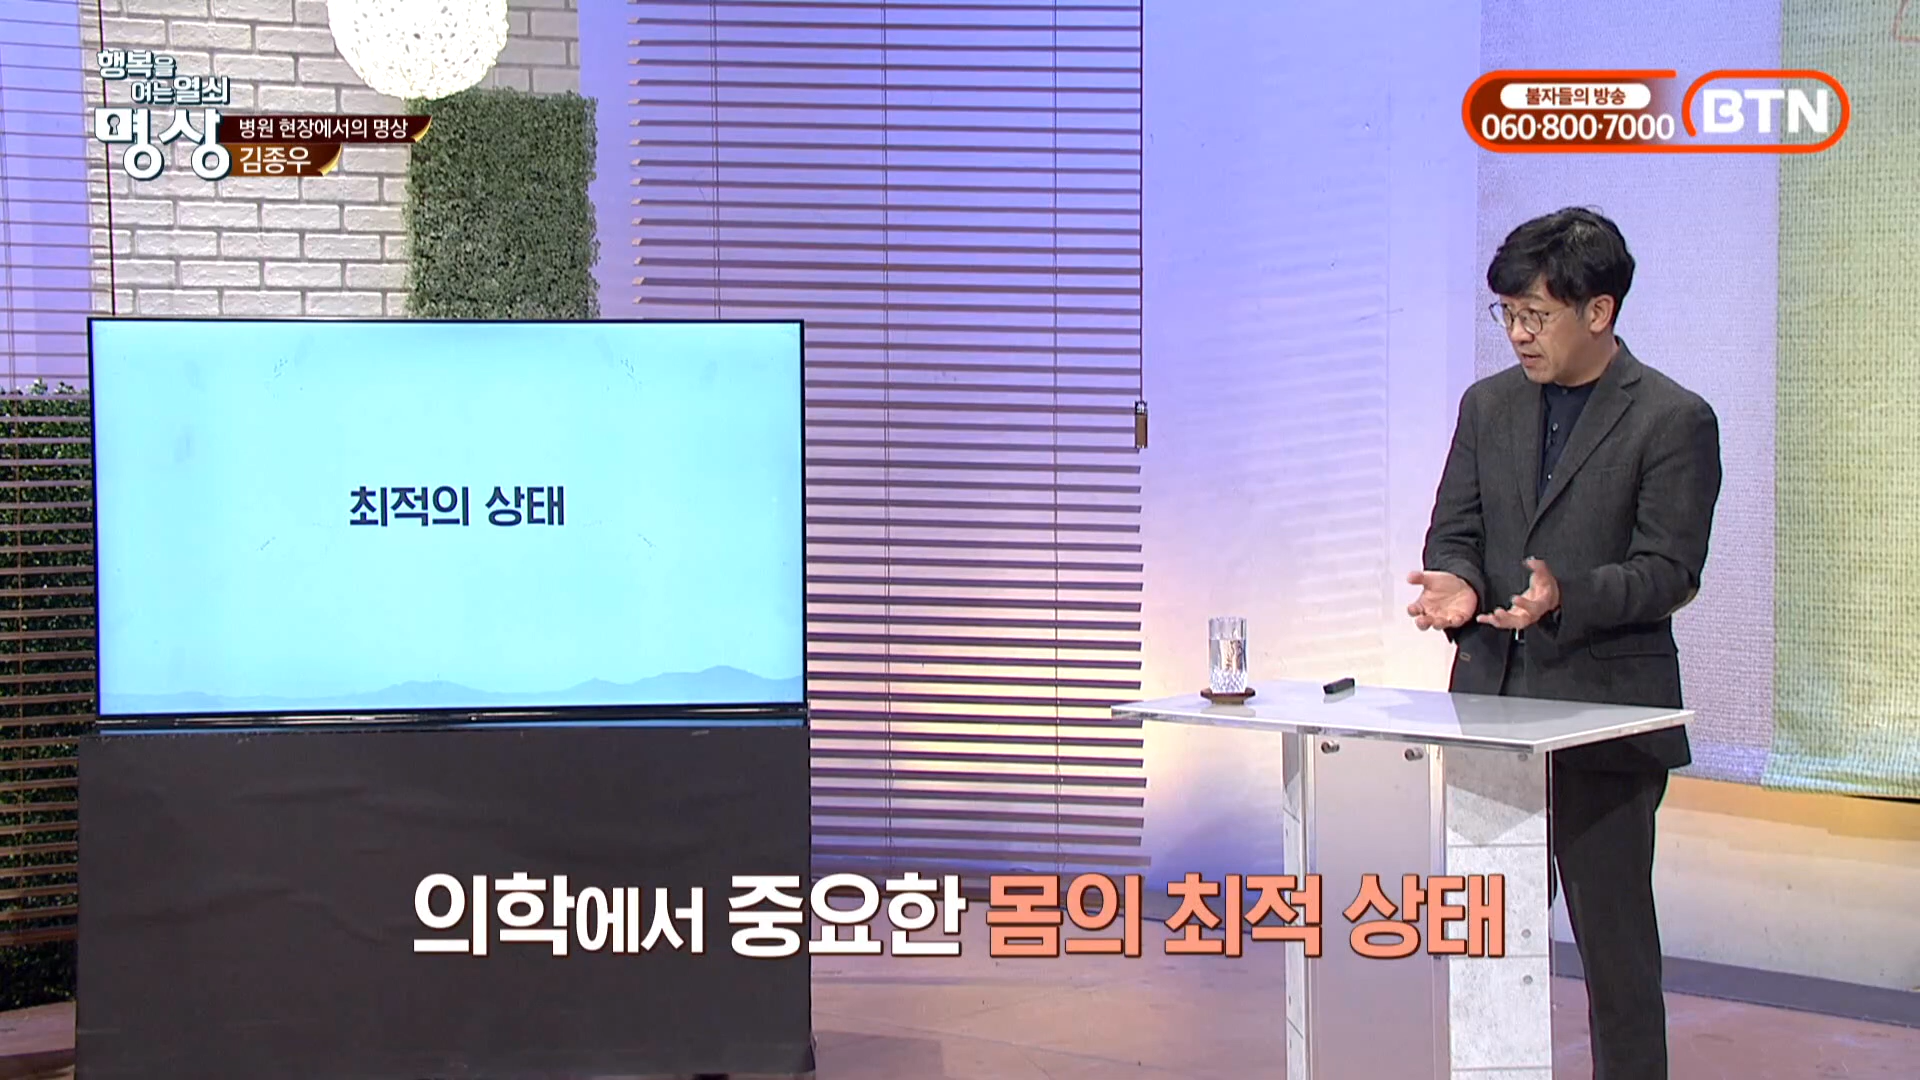 행복을
여는 열쇠
명상
병원 현장에서의 명상
김종우
불자들의 방송
060·800·7000
BTN
최적의 상태
의학에서 중요한 몸의 최적 상태